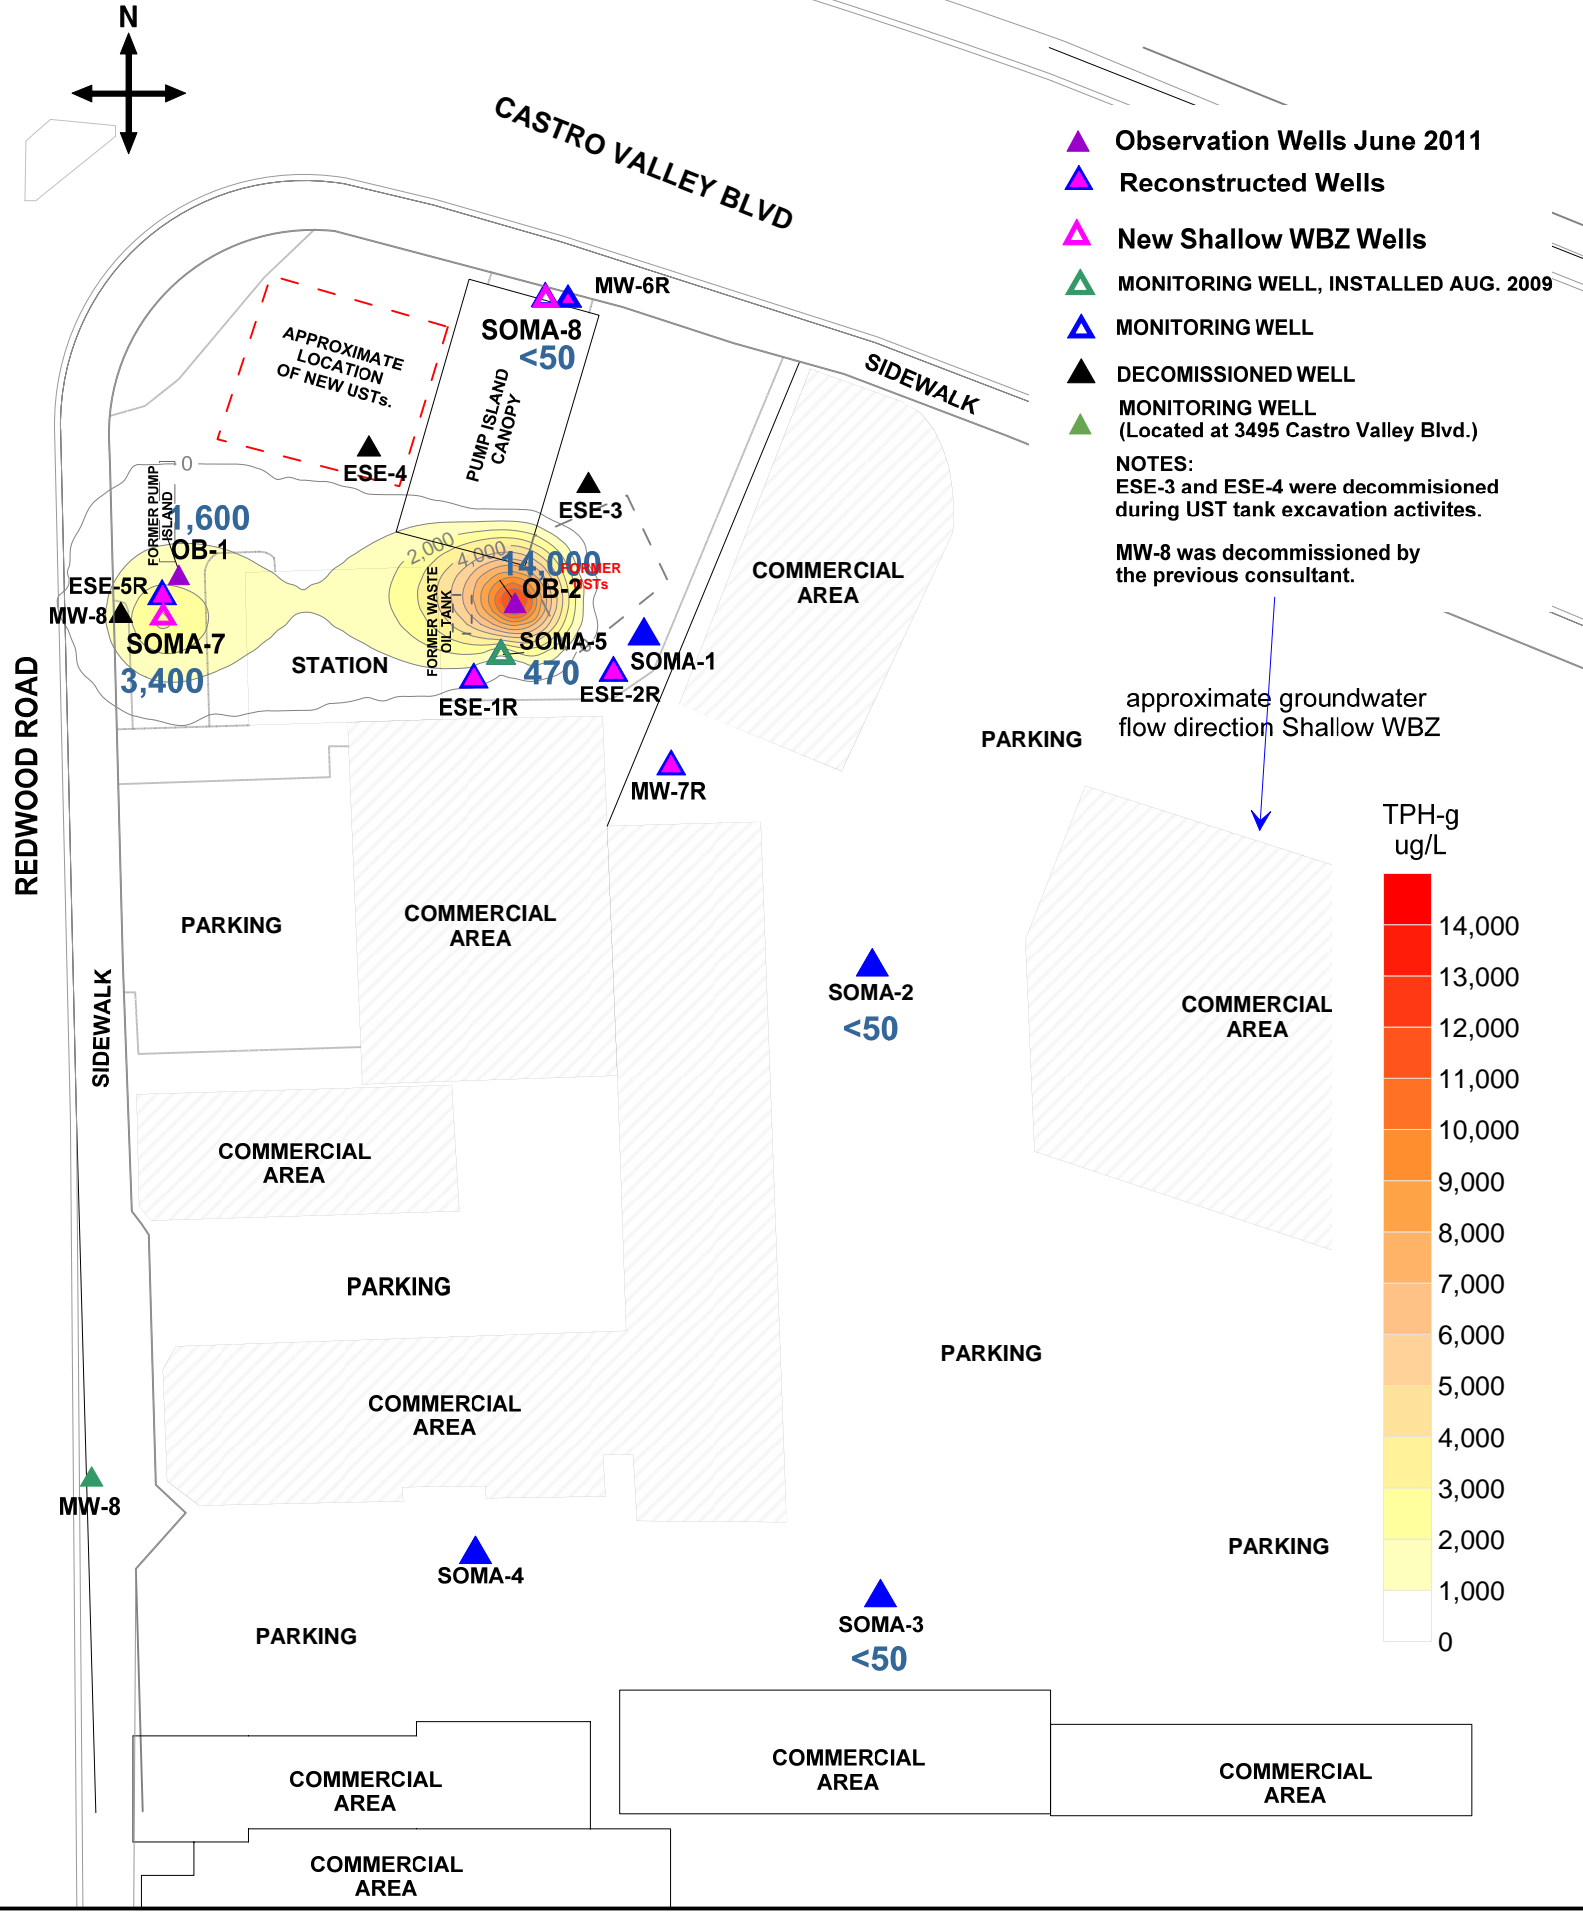 N
CASTRO VALLEY BLVD
Observation Wells June 2011
Reconstructed Wells
New Shallow WBZ Wells
MONITORING WELL, INSTALLED AUG. 2009
MONITORING WELL
DECOMISSIONED WELL
MONITORING WELL
(Located at 3495 Castro Valley Blvd.)
NOTES:
ESE-3 and ESE-4 were decommisioned
during UST tank excavation activites.
MW-8 was decommissioned by
the previous consultant.
approximate groundwater
flow direction Shallow WBZ
MW-6R
SOMA-8
<50
APPROXIMATE
LOCATION
OF NEW USTs.
PUMP ISLAND
CANOPY
SIDEWALK
ESE-4
ESE-3
0
FORMER PUMP
ISLAND
1,600
OB-1
ESE-5R
MW-8
SOMA-7
3,400
2,000
4,000
14,000
FORMER
USTs
OB-2
FORMER WASTE
OIL TANK
STATION
SOMA-5
470
0
SOMA-1
ESE-2R
ESE-1R
MW-7R
COMMERCIAL
AREA
PARKING
REDWOOD ROAD
SIDEWALK
PARKING
COMMERCIAL
AREA
SOMA-2
<50
COMMERCIAL
AREA
TPH-g
ug/L
14,000
13,000
12,000
11,000
10,000
9,000
8,000
7,000
6,000
5,000
4,000
3,000
2,000
1,000
0
COMMERCIAL
AREA
PARKING
PARKING
COMMERCIAL
AREA
MW-8
SOMA-4
PARKING
PARKING
SOMA-3
<50
COMMERCIAL
AREA
COMMERCIAL
AREA
COMMERCIAL
AREA
COMMERCIAL
AREA